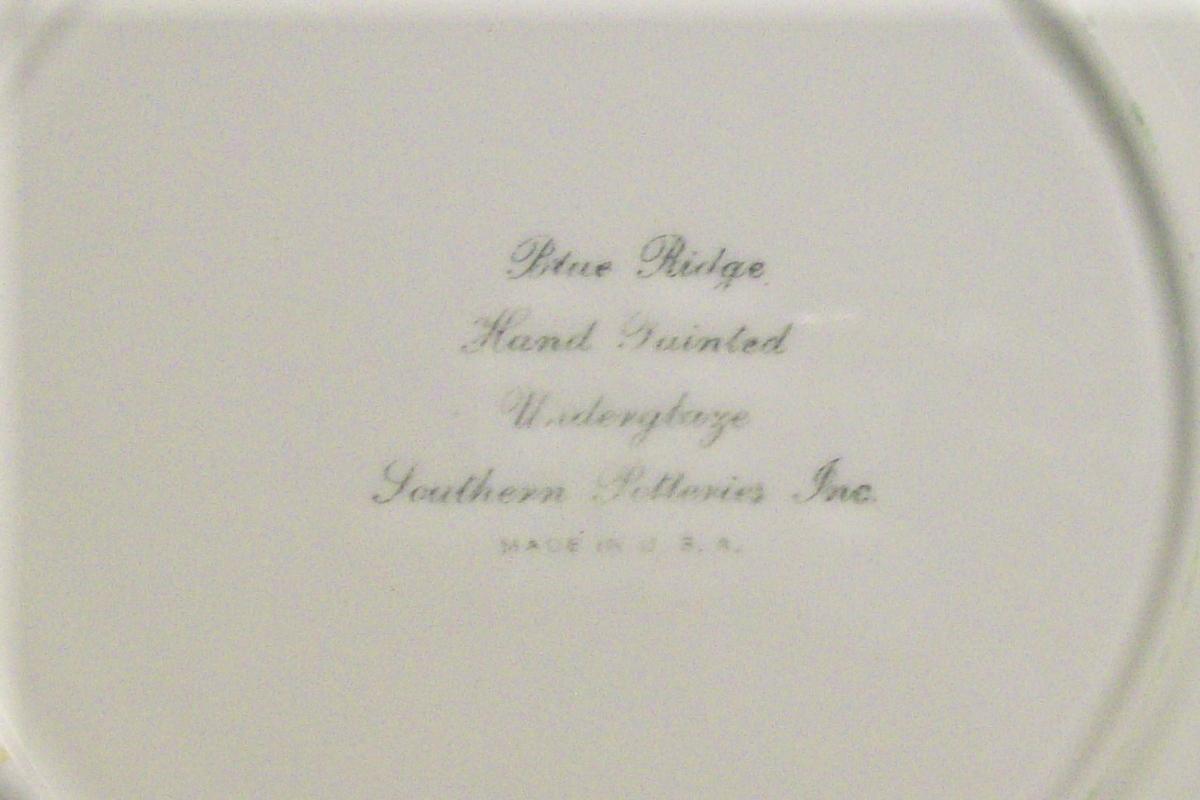 Blue Ridge
Hand Painted
Underglaze
Southern Potteries Inc.
MADE IN U.S.A.